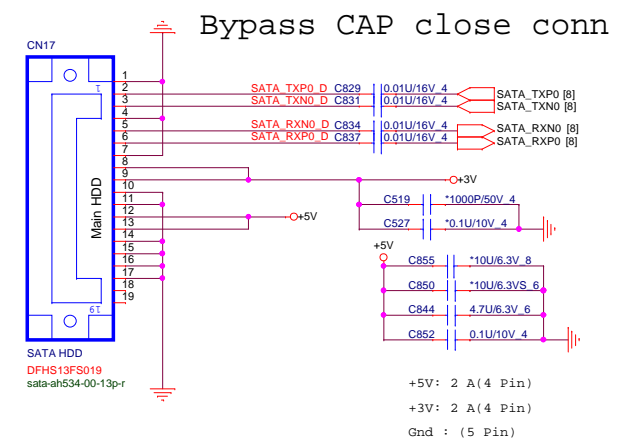 Bypass CAP close conn
CN17
1
2
3
4
5
6
7
8
9
10
11
12
13
14
15
16
17
18
19
1
19
Main HDD
SATA_TXP0_D C829 0.01U/16V_4 SATA_TXP0 [8]
SATA_TXN0_D C831 0.01U/16V_4 SATA_TXN0 [8]
SATA_RXN0_D C834 0.01U/16V_4 SATA_RXN0 [8]
SATA_RXP0_D C837 0.01U/16V_4 SATA_RXP0 [8]
+3V
C519 *1000P/50V_4
+5V
C527 *0.1U/10V_4
+5V
C855 *10U/6.3V_8
C850 *10U/6.3VS_6
C844 4.7U/6.3V_6
C852 0.1U/10V_4
SATA HDD
DFHS13FS019
sata-ah534-00-13p-r
+5V: 2 A(4 Pin)
+3V: 2 A(4 Pin)
Gnd : (5 Pin)